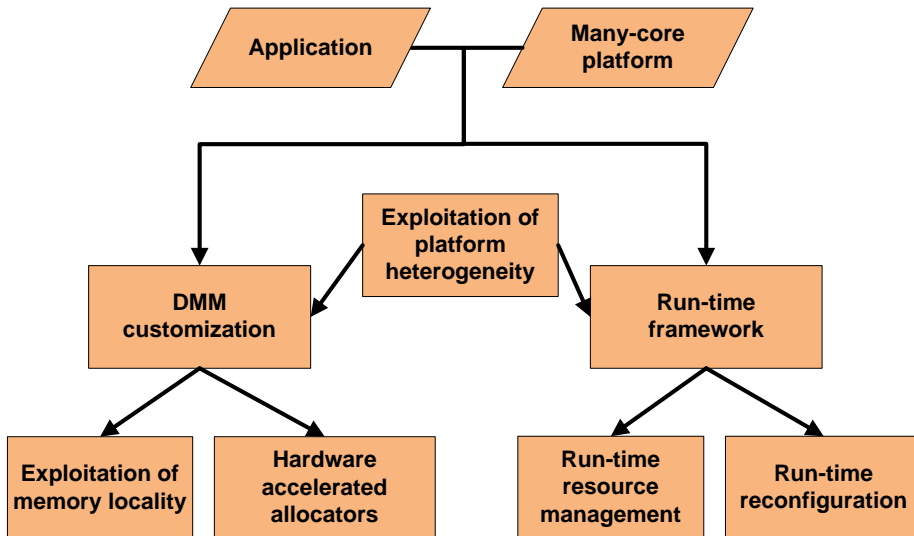 Application
Many-core
platform
Exploitation of
platform
heterogeneity
DMM
customization
Run-time
framework
Exploitation of
memory locality
Hardware
accelerated
allocators
Run-time
resource
management
Run-time
reconfiguration